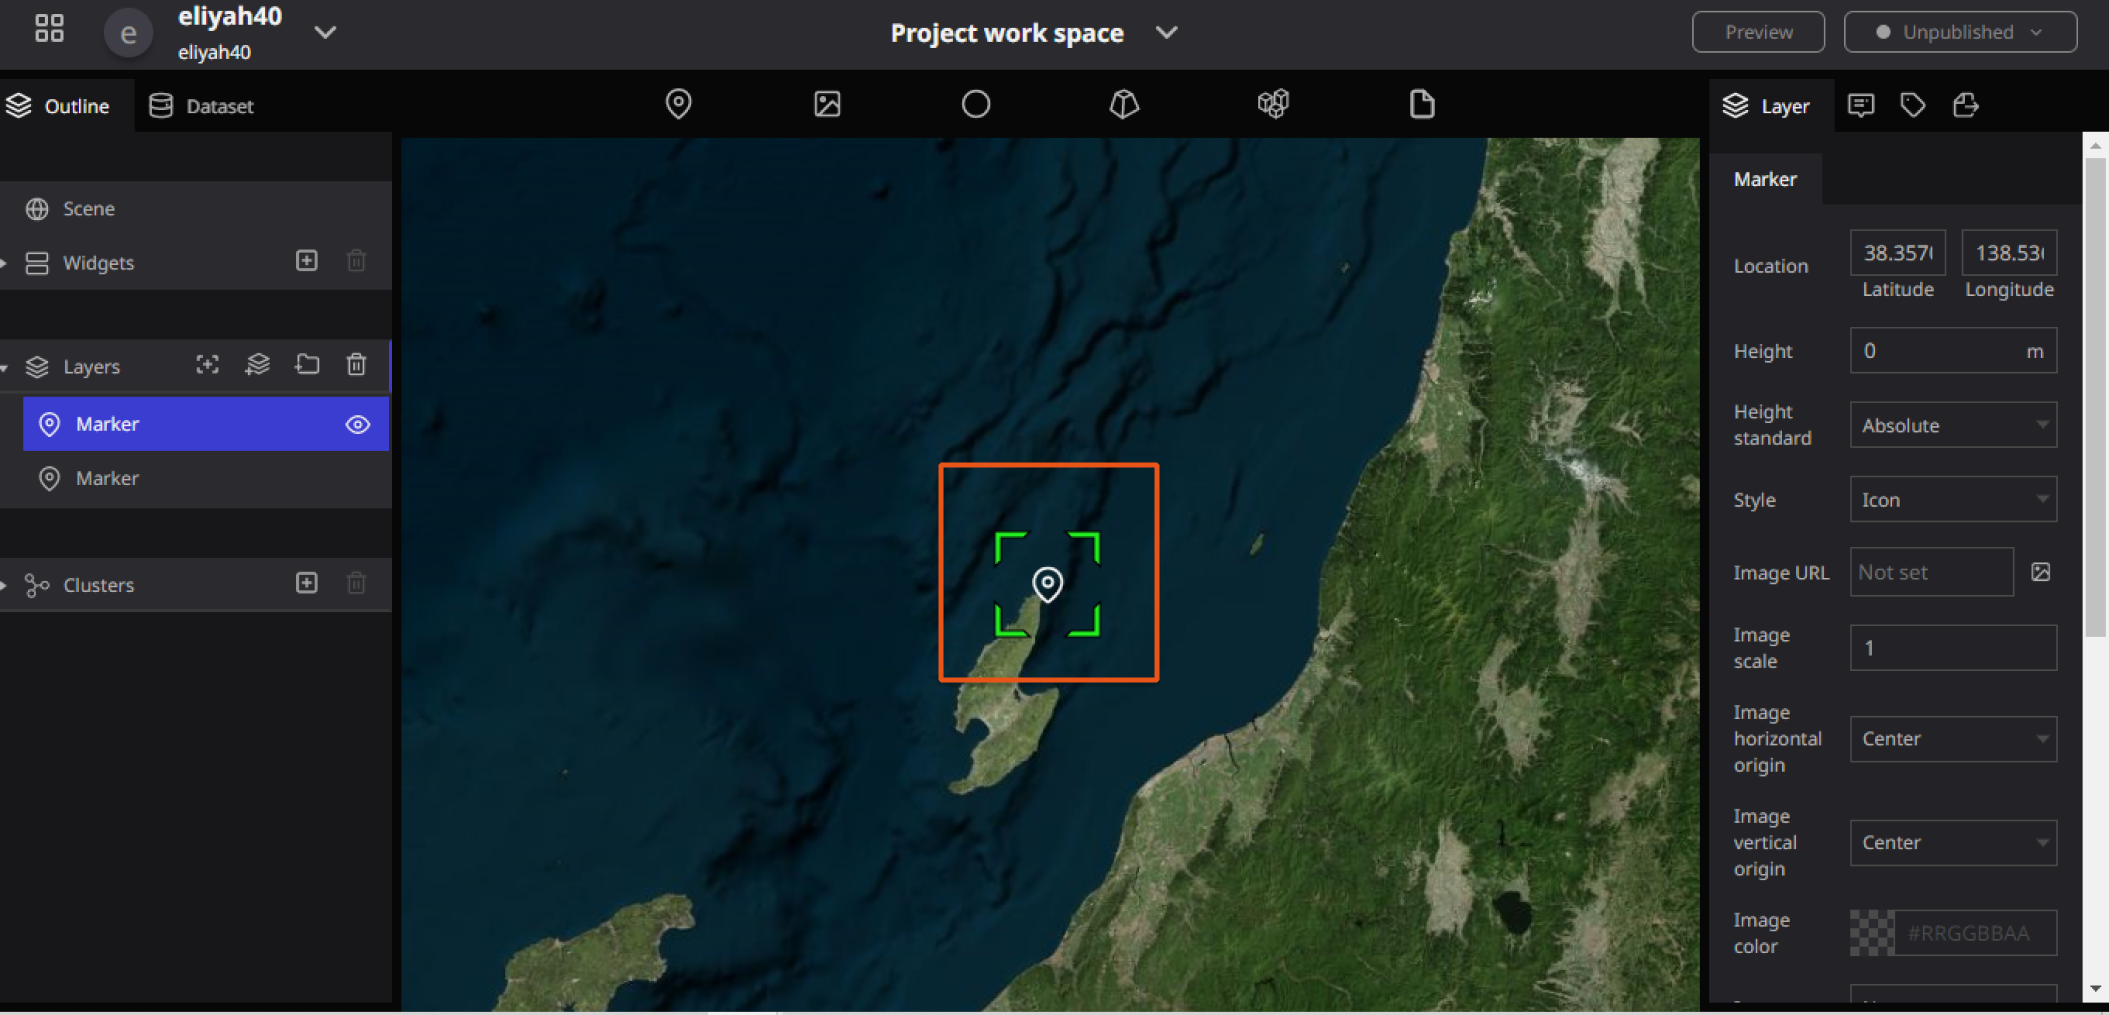 e
eliyah40
eliyah40
Project work space
Preview
Unpublished
Outline
Dataset
Layer
Scene
Widgets
Layers
Marker
Marker
Clusters
Marker
Location
38.357
138.53
Latitude
Longitude
Height
0
m
Height
standard
Absolute
Style
Icon
Image URL
Not set
Image
scale
1
Image
horizontal
origin
Center
Image
vertical
origin
Center
Image
color
#RRGGBBAA